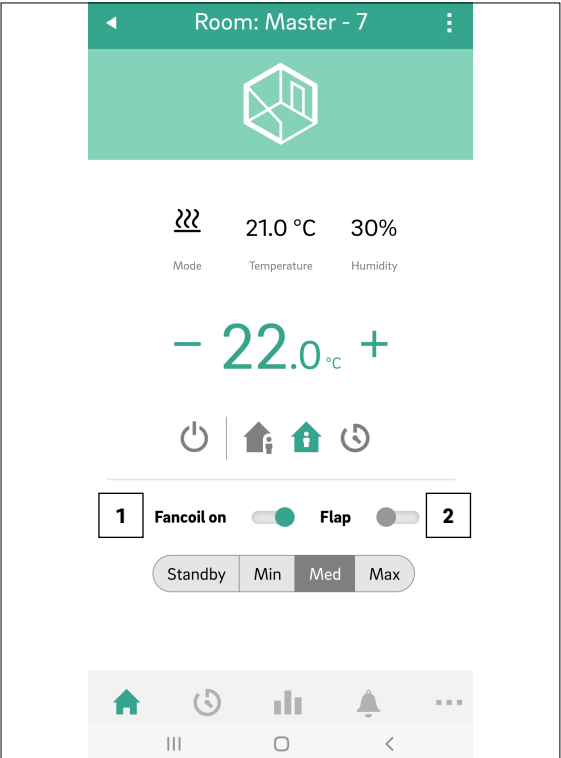 Room: Master - 7
21.0 °C 30%
Mode Temperature Humidity
− 22.0 °C +
1 Fancoil on Flap 2
Standby Min Med Max